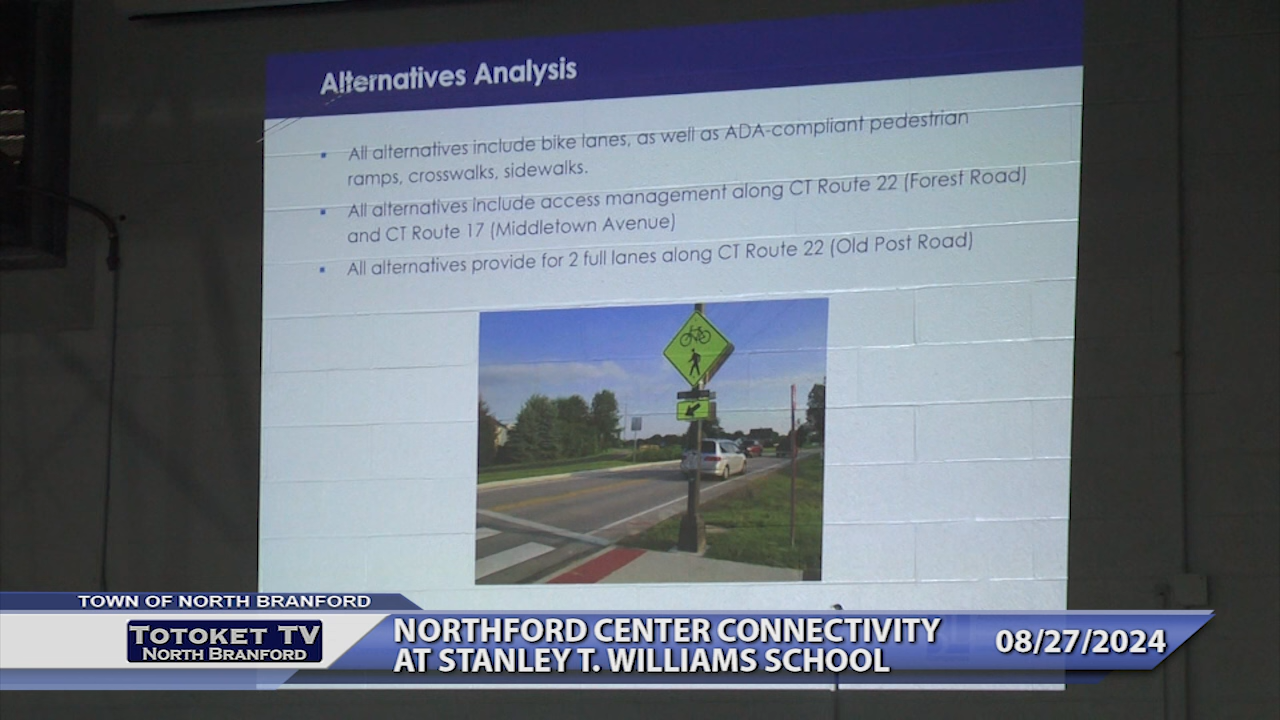 Alternatives Analysis
▪ All alternatives include bike lanes, as well as ADA-compliant pedestrian
ramps, crosswalks, sidewalks.
▪ All alternatives include access management along CT Route 22 (Forest Road)
and CT Route 17 (Middletown Avenue)
▪ All alternatives provide for 2 full lanes along CT Route 22 (Old Post Road)
TOWN OF NORTH BRANFORD
TOTOKET TV
NORTH BRANFORD
NORTHFORD CENTER CONNECTIVITY
AT STANLEY T. WILLIAMS SCHOOL
08/27/2024